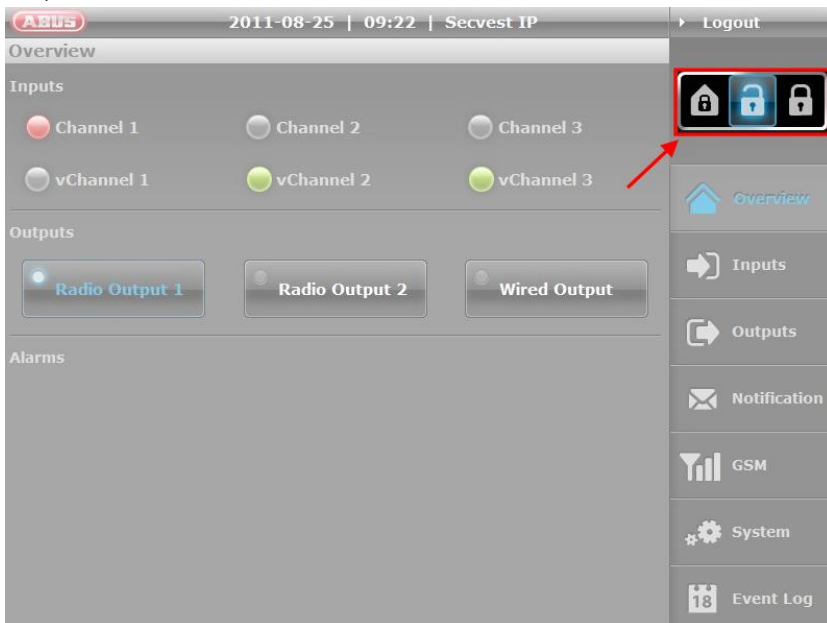 ABUS 2011-08-25 | 09:22 | Secvest IP Logout
Overview
Inputs
Channel 1 Channel 2 Channel 3
vChannel 1 vChannel 2 vChannel 3
Outputs
Radio Output 1 Radio Output 2 Wired Output
Alarms
Overview
Inputs
Outputs
Notification
GSM
System
18 Event Log